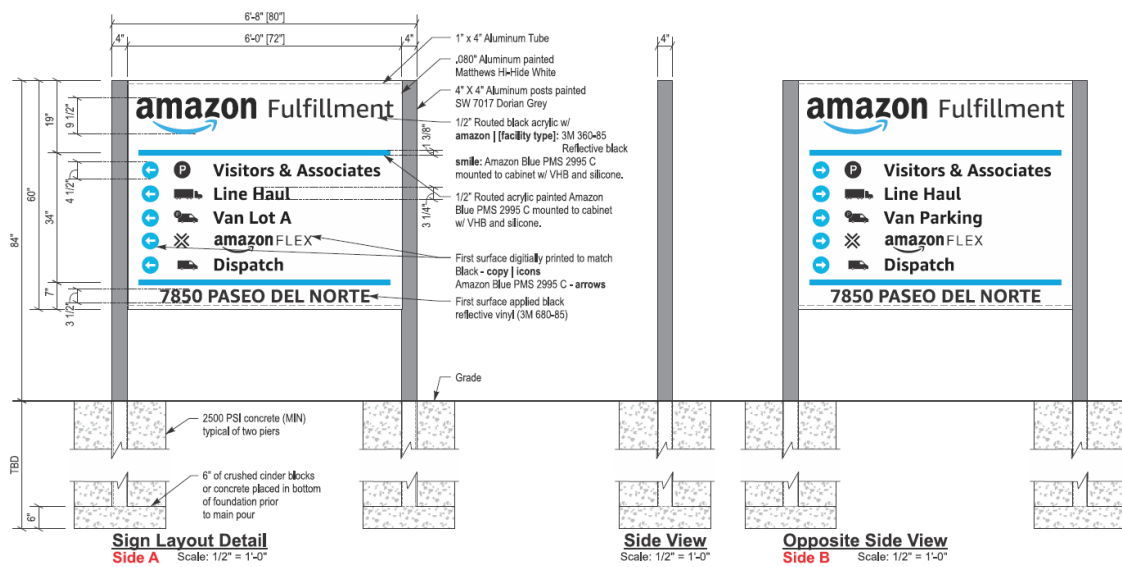 6'-8" [80"]
4"
6'-0" [72"]
4"
84"
60"
19"
9 1/2"
4 1/2"
34"
7"
3 1/2"
1 3/8"
3 1/4"
TBD
6"
amazon Fulfillment
P
Visitors & Associates
Line Haul
Van Lot A
amazon FLEX
Dispatch
7850 PASEO DEL NORTE
1" x 4" Aluminum Tube
.080" Aluminum painted
Matthews Hi-Hide White
4" X 4" Aluminum posts painted
SW 7017 Dorian Grey
1/2" Routed black acrylic w/
amazon | [facility type]: 3M 360-85
Reflective black
smile: Amazon Blue PMS 2995 C
mounted to cabinet w/ VHB and silicone.
1/2" Routed acrylic painted Amazon
Blue PMS 2995 C mounted to cabinet
w/ VHB and silicone.
First surface digitially printed to match
Black - copy | icons
Amazon Blue PMS 2995 C - arrows
First surface applied black
reflective vinyl (3M 680-85)
Grade
2500 PSI concrete (MIN)
typical of two piers
6" of crushed cinder blocks
or concrete placed in bottom
of foundation prior
to main pour
Sign Layout Detail
Side A Scale: 1/2" = 1'-0"
4"
Side View
Scale: 1/2" = 1'-0"
amazon Fulfillment
P
Visitors & Associates
Line Haul
Van Parking
amazon FLEX
Dispatch
7850 PASEO DEL NORTE
Opposite Side View
Side B Scale: 1/2" = 1'-0"